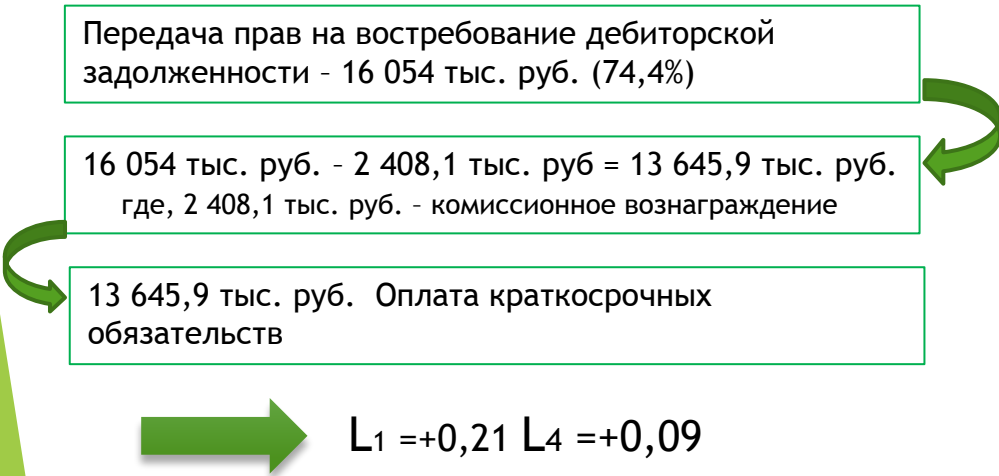 Передача прав на востребование дебиторской
задолженности – 16 054 тыс. руб. (74,4%)
16 054 тыс. руб. – 2 408,1 тыс. руб = 13 645,9 тыс. руб.
где, 2 408,1 тыс. руб. – комиссионное вознаграждение
13 645,9 тыс. руб. Оплата краткосрочных
обязательств
L1 =+0,21 L4 =+0,09